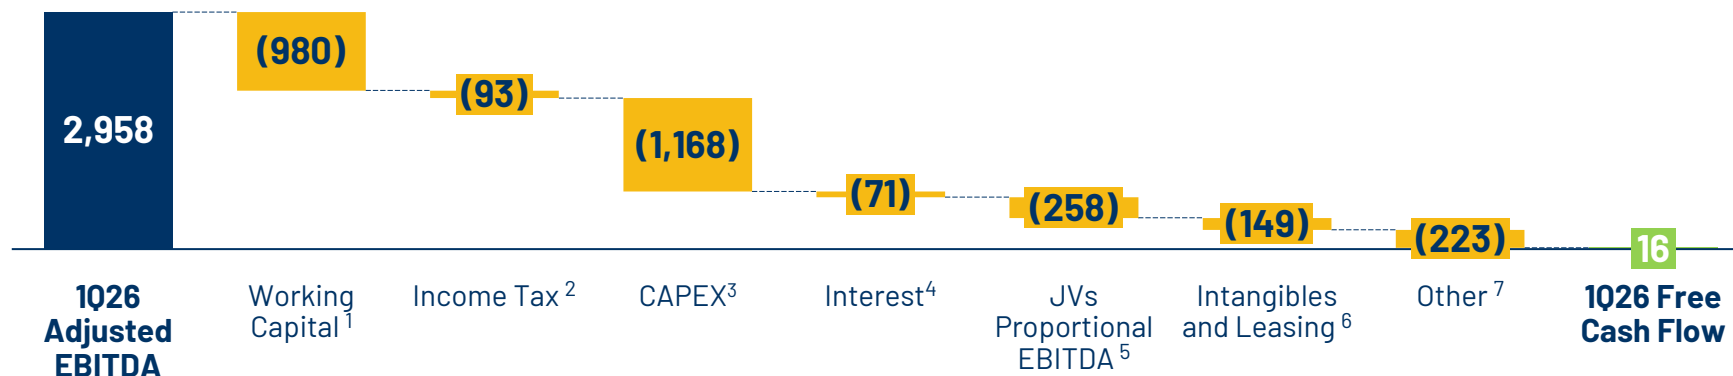 2,958
(980)
(93)
(1,168)
(71)
(258)
(149)
(223)
16
1Q26
Adjusted
EBITDA
Working
Capital 1
Income Tax 2
CAPEX3
Interest4
JVs
Proportional
EBITDA 5
Intangibles
and Leasing 6
Other 7
1Q26 Free
Cash Flow